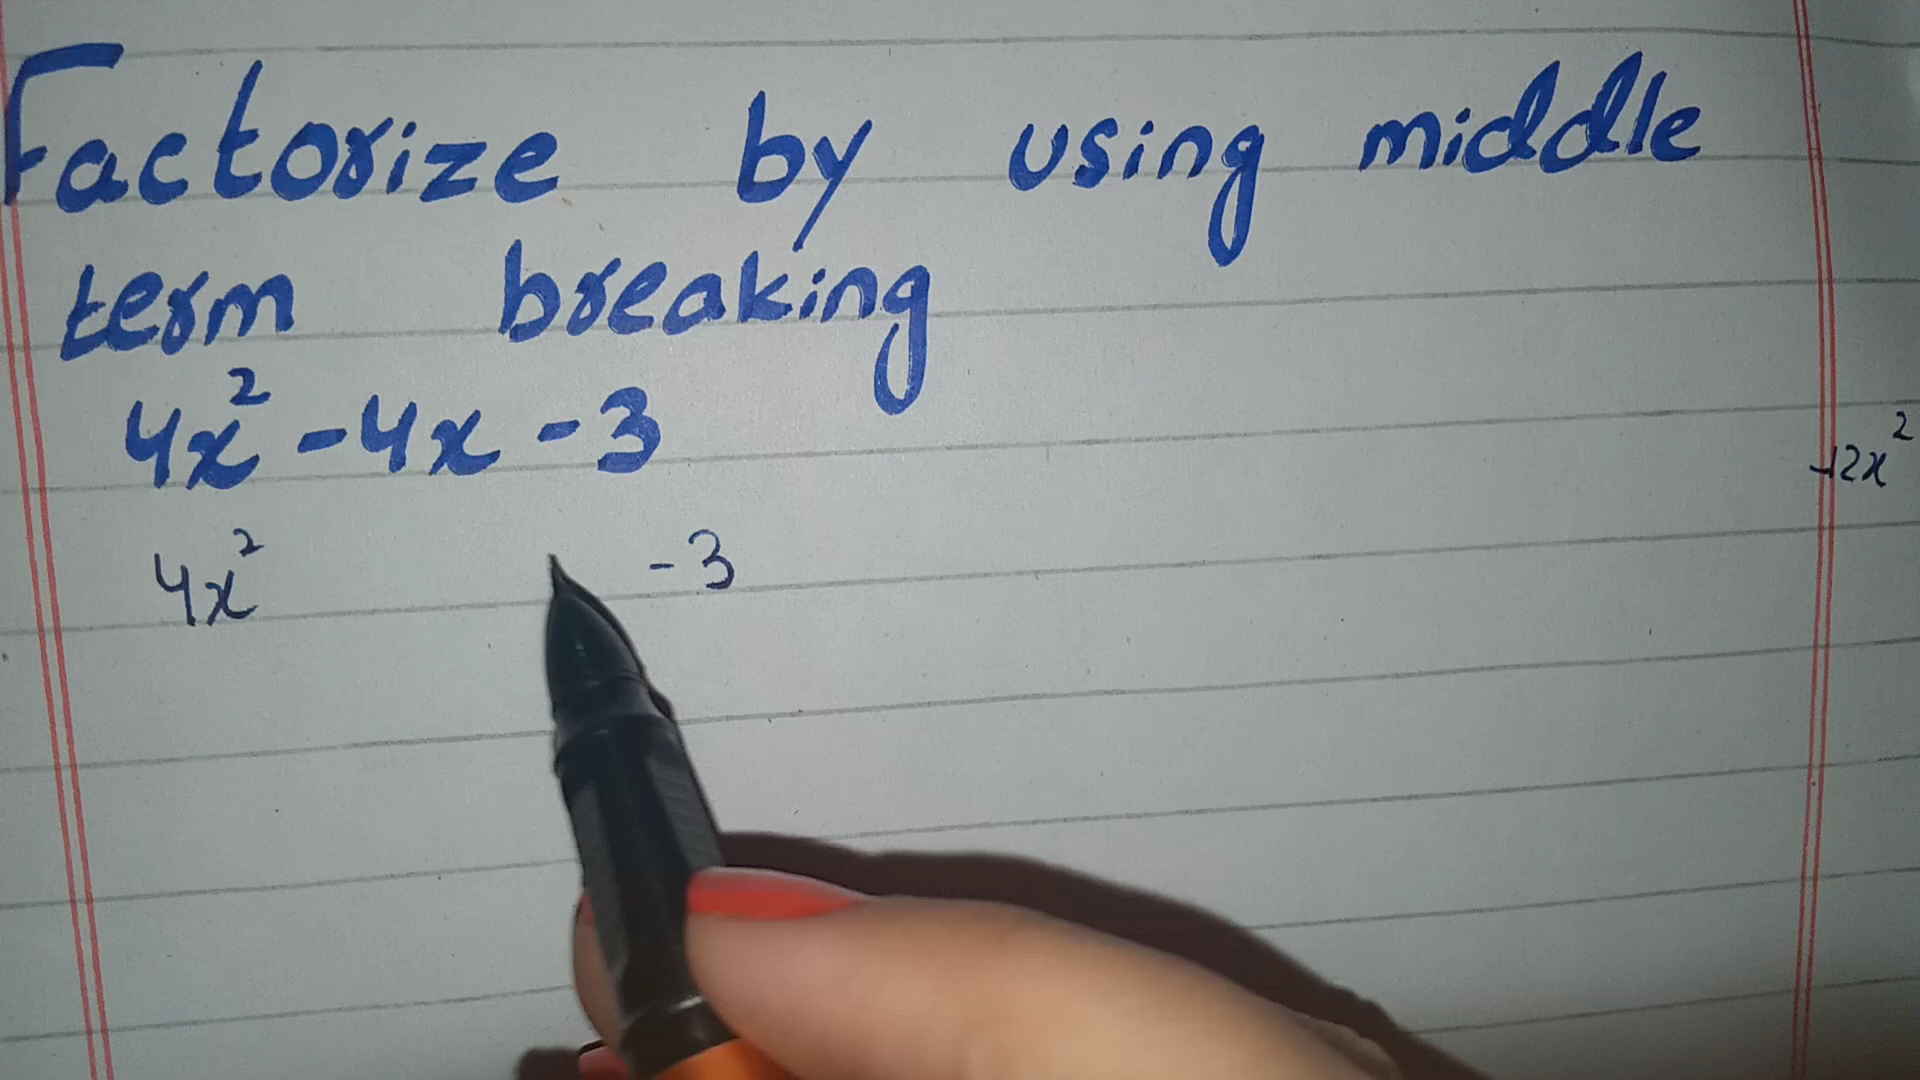 Factorize by using middle
term breaking
4x² -4x -3
-12x²
4x² -3